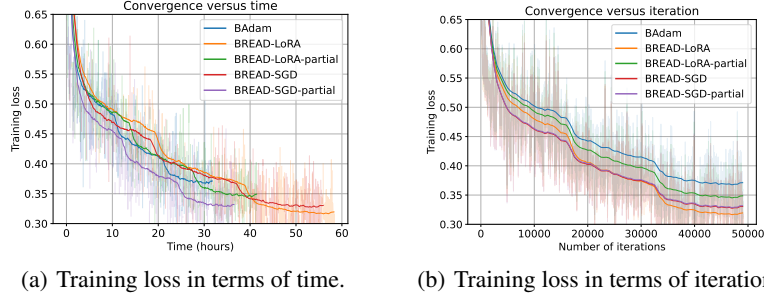 Convergence versus time
0.65
0.60
0.55
0.50
0.45
0.40
0.35
0.30
Training loss
BAdam
BREAD-LoRA
BREAD-LoRA-partial
BREAD-SGD
BREAD-SGD-partial
0 10 20 30 40 50 60
Time (hours)
(a) Training loss in terms of time.
Convergence versus iteration
0.65
0.60
0.55
0.50
0.45
0.40
0.35
0.30
Training loss
BAdam
BREAD-LoRA
BREAD-LoRA-partial
BREAD-SGD
BREAD-SGD-partial
0 10000 20000 30000 40000 50000
Number of iterations
(b) Training loss in terms of iteration